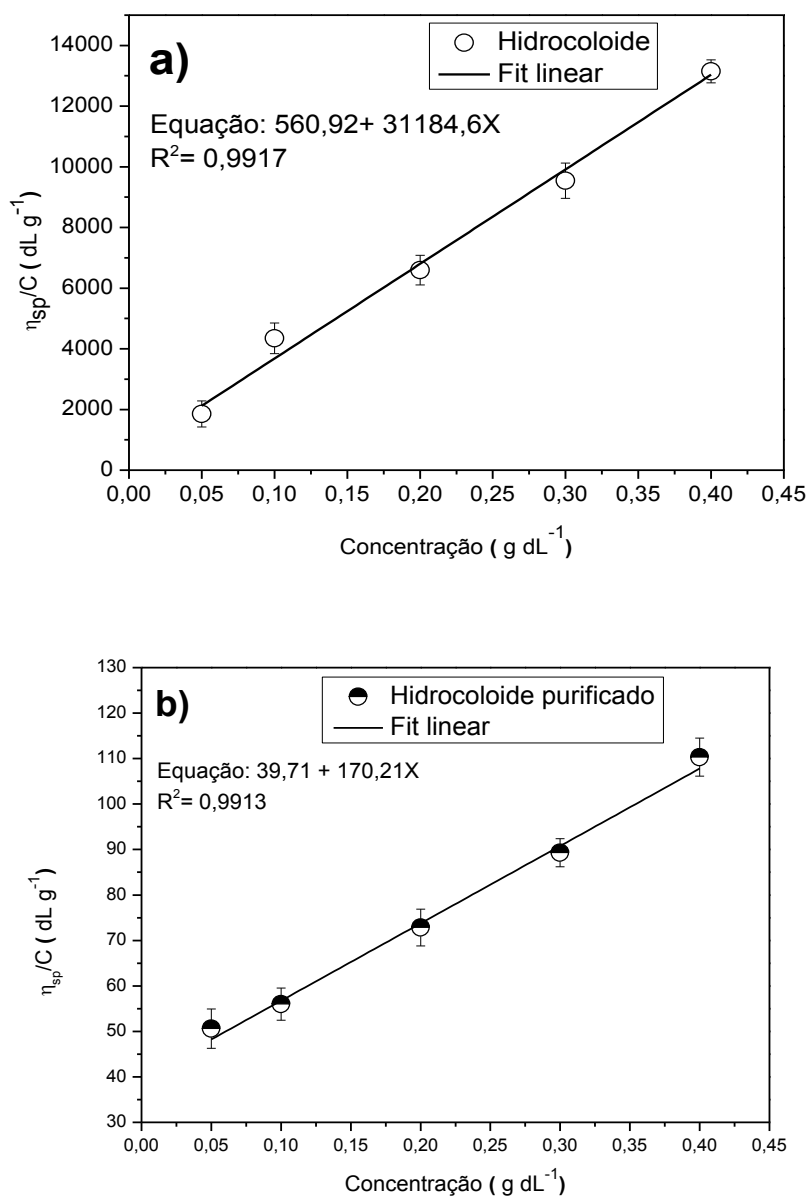 a)
Hidrocoloide
Fit linear
Equação: 560,92+ 31184,6X
R²= 0,9917
14000
12000
10000
8000
6000
4000
2000
0
ηsp/C ( dL g⁻¹)
0,00 0,05 0,10 0,15 0,20 0,25 0,30 0,35 0,40 0,45
Concentração ( g dL⁻¹)
b)
Hidrocoloide purificado
Fit linear
Equação: 39,71 + 170,21X
R²= 0,9913
130
120
110
100
90
80
70
60
50
40
30
ηsp/C ( dL g⁻¹)
0,00 0,05 0,10 0,15 0,20 0,25 0,30 0,35 0,40 0,45
Concentração ( g dL⁻¹)